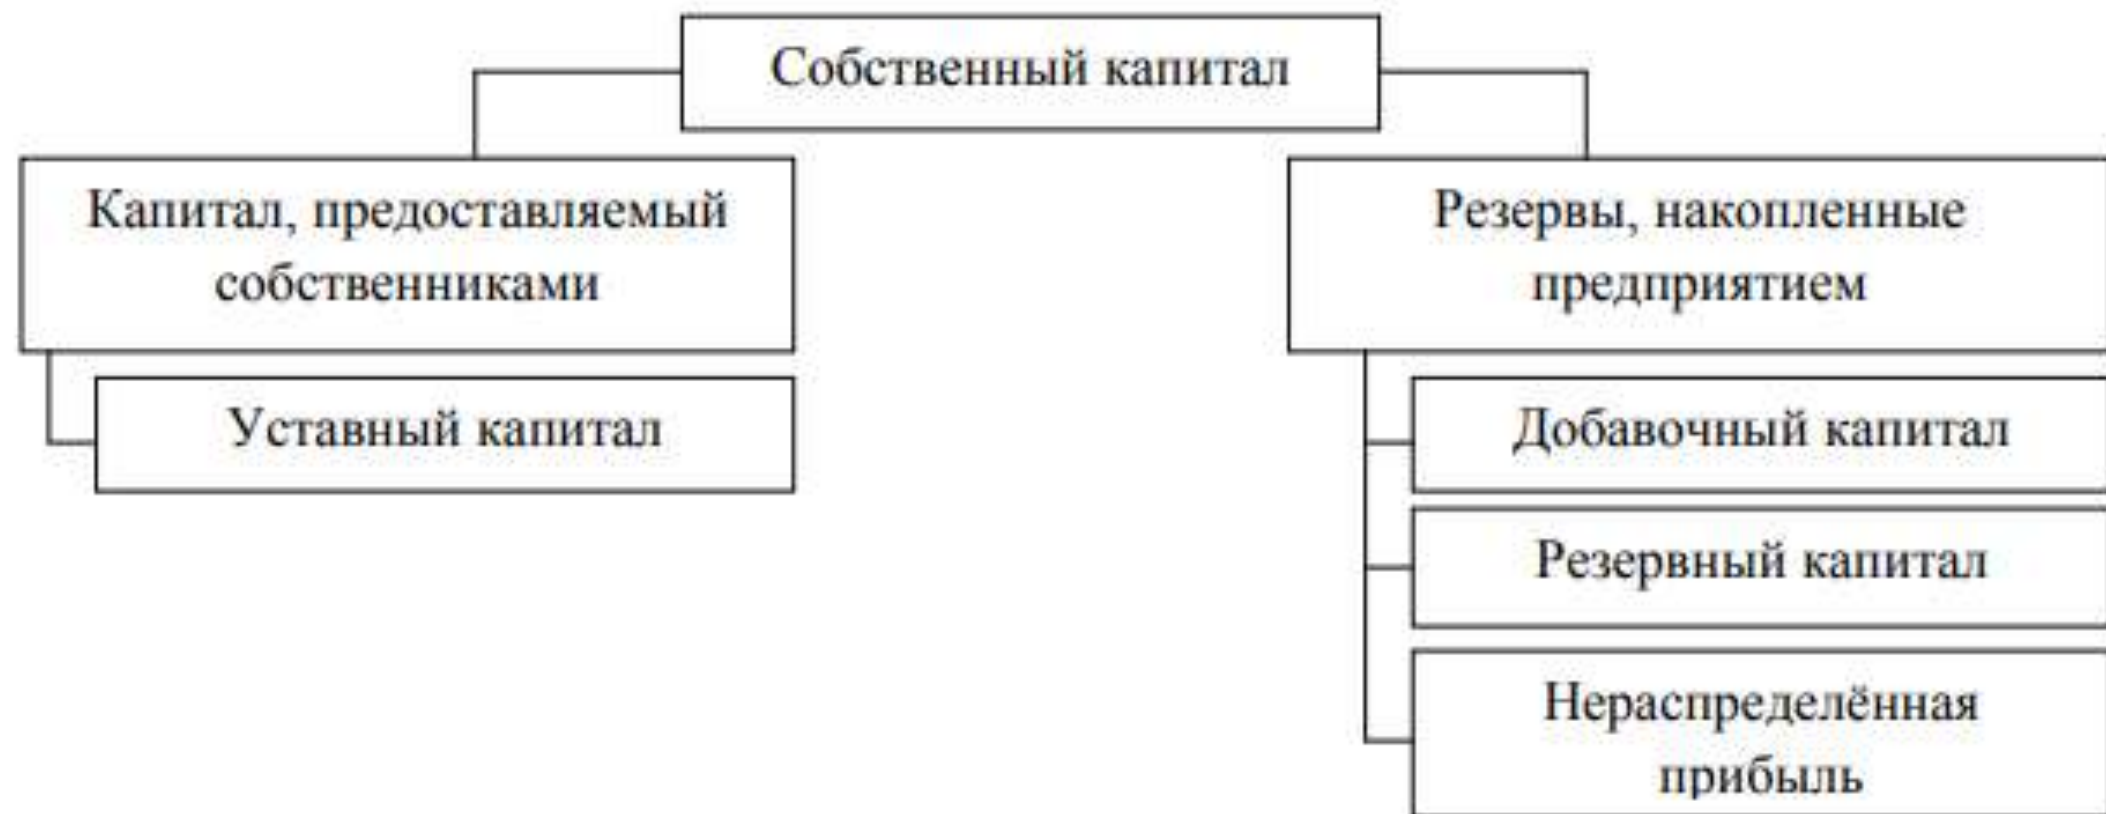 Собственный капитал
Капитал, предоставляемый
собственниками
Уставный капитал
Резервы, накопленные
предприятием
Добавочный капитал
Резервный капитал
Нераспределённая
прибыль